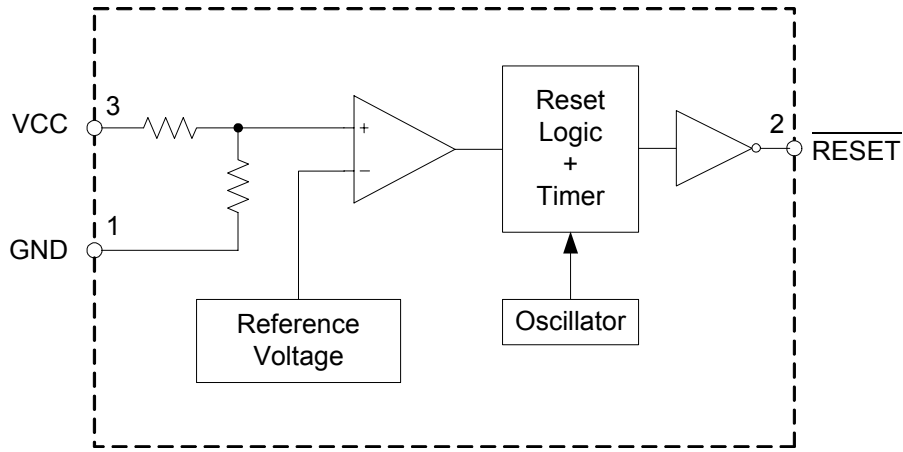 3
VCC
+
−
1
GND
Reset
Logic
+
Timer
2
RESET
Reference
Voltage
Oscillator